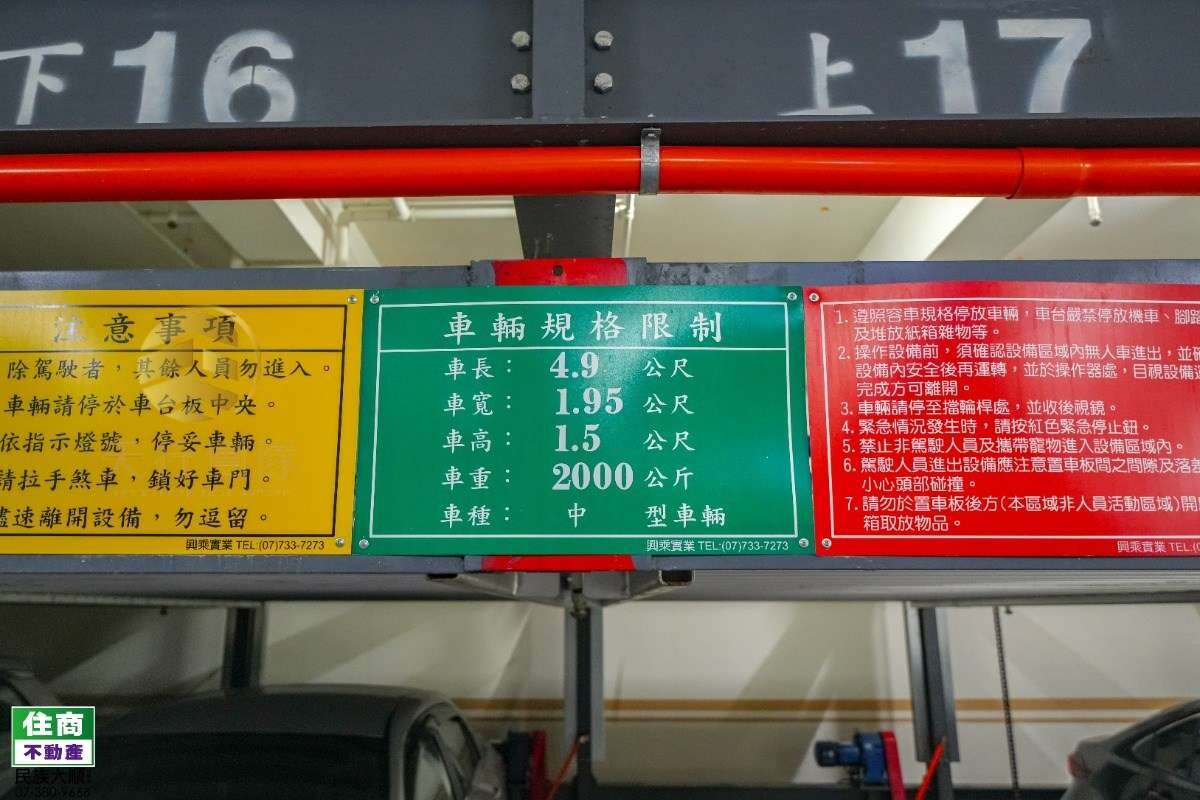 下16
上17
注意事項
除駕駛者，其餘人員勿進入。
車輛請停於車台板中央。
依指示燈號，停妥車輛。
請拉手煞車，鎖好車門。
儘速離開設備，勿逗留。
興乘實業 TEL:(07)733-7273
車輛規格限制
車長： 4.9 公尺
車寬： 1.95 公尺
車高： 1.5 公尺
車重： 2000 公斤
車種： 中 型車輛
興乘實業 TEL:(07)733-7273
1. 遵照容車規格停放車輛，車台嚴禁停放機車、腳踏
及堆放紙箱雜物等。
2. 操作設備前，須確認設備區域內無人車進出，並確
設備內安全後再運轉，並於操作器處，目視設備運
完成方可離開。
3. 車輛請停至擋輪桿處，並收後視鏡。
4. 緊急情況發生時，請按紅色緊急停止鈕。
5. 禁止非駕駛人員及攜帶寵物進入設備區域內。
6. 駕駛人員進出設備應注意置車板間之間隙及落差
小心頭部碰撞。
7. 請勿於置車板後方(本區域非人員活動區域)開
箱取放物品。
興乘實業 TEL:(0
住商
不動產
民族大順
07-380-9688